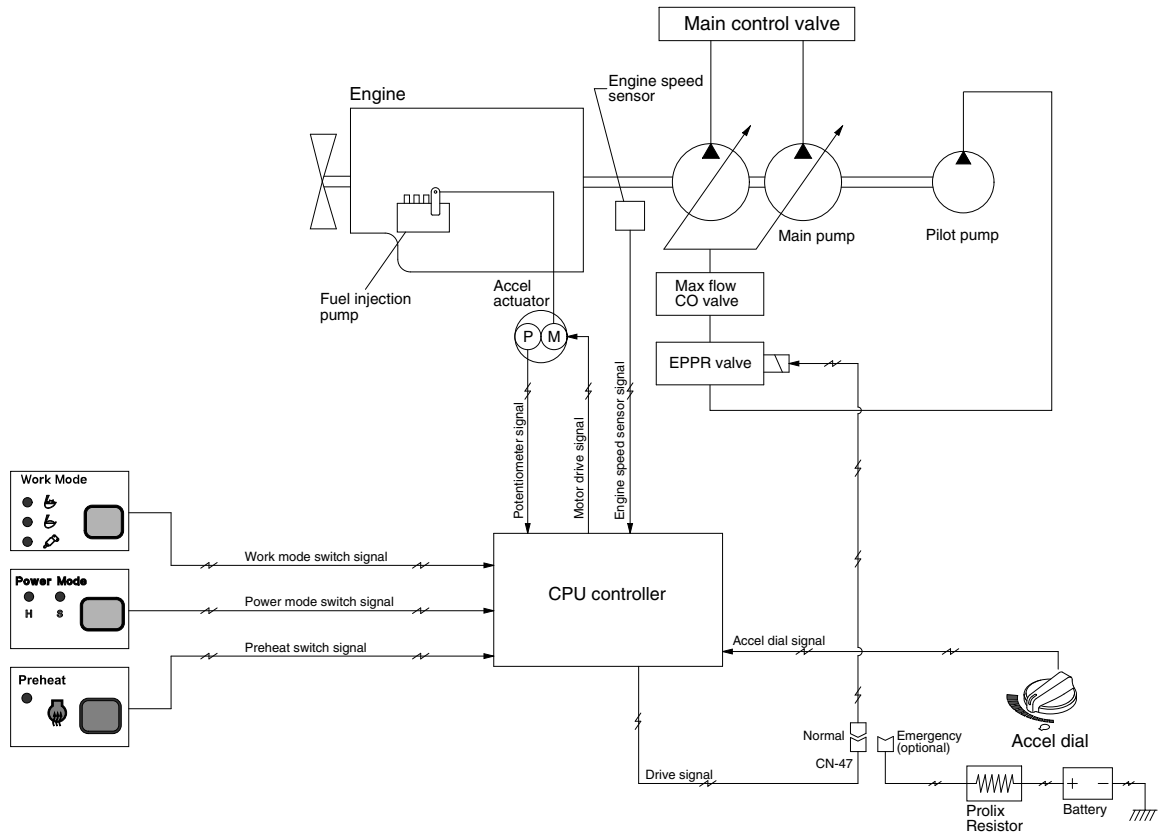 Main control valve
Engine speed
sensor
Engine
Main pump
Pilot pump
Fuel injection
pump
Accel
actuator
Max flow
CO valve
P
M
EPPR valve
Potentiometer signal
Motor drive signal
Engine speed sensor signal
Work Mode
Work mode switch signal
CPU controller
Power Mode
H
S
Power mode switch signal
Preheat switch signal
Accel dial signal
Preheat
Normal
Emergency
(optional)
Accel dial
CN-47
Drive signal
+
-
Prolix
Resistor
Battery